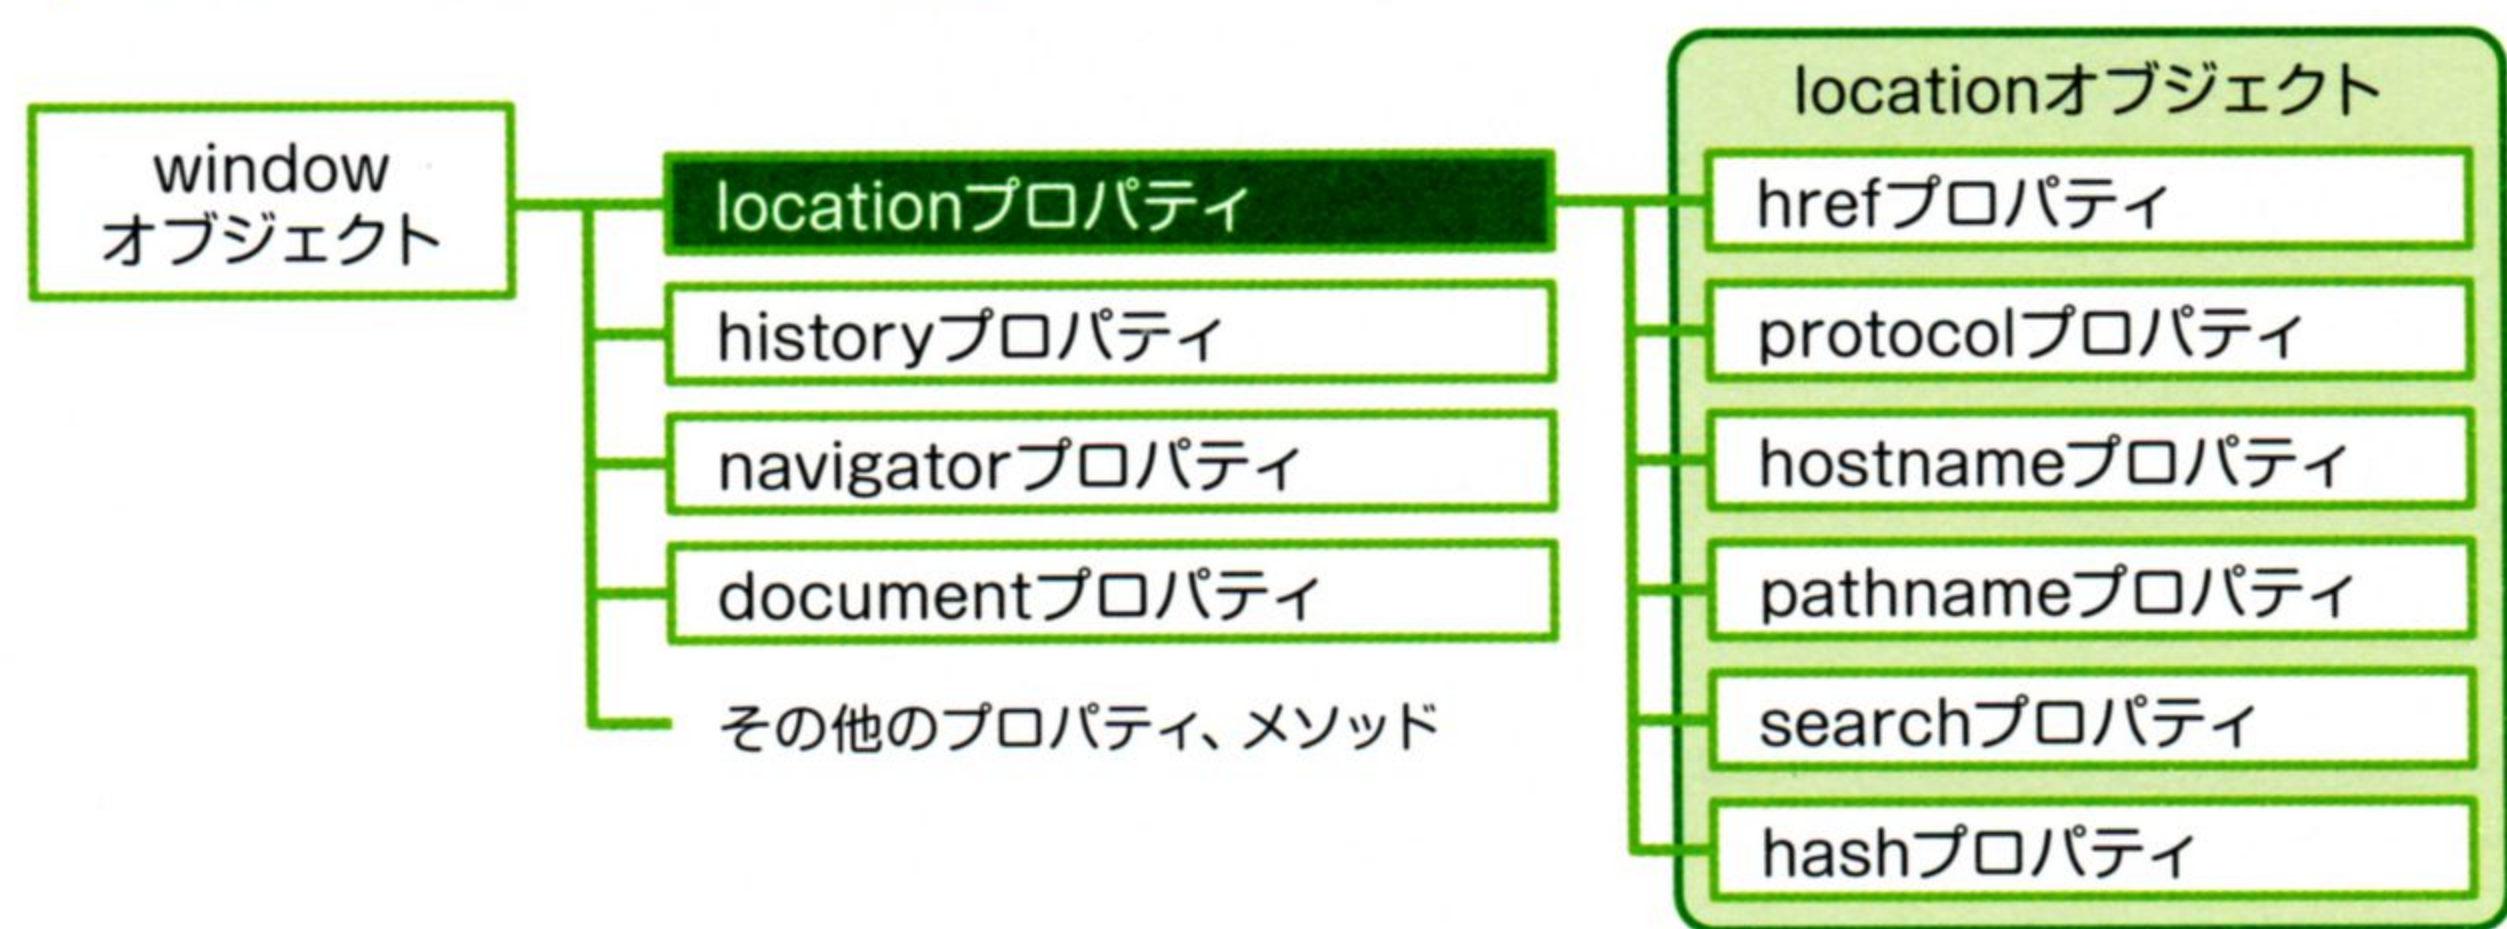 window
オブジェクト
locationプロパティ
historyプロパティ
navigatorプロパティ
documentプロパティ
その他のプロパティ、メソッド
locationオブジェクト
hrefプロパティ
protocolプロパティ
hostnameプロパティ
pathnameプロパティ
searchプロパティ
hashプロパティ